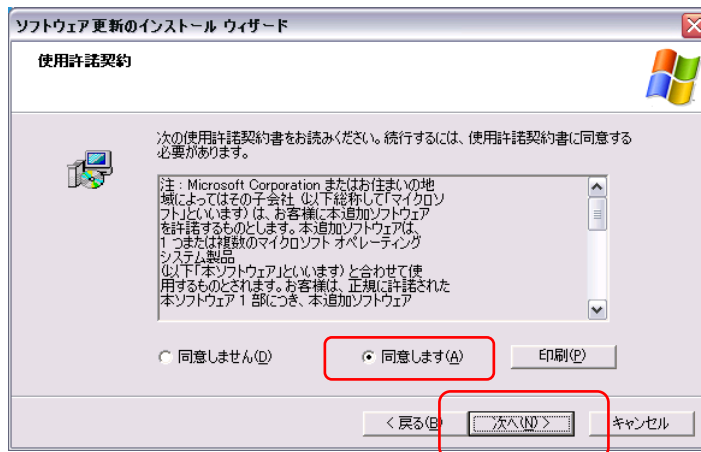 ソフトウェア更新のインストール ウィザード
使用許諾契約
次の使用許諾契約書をお読みください。続行するには、使用許諾契約書に同意する
必要があります。
注 : Microsoft Corporation またはお住まいの地
域によってはその子会社 (以下総称して「マイクロソ
フト」といいます) は、お客様に本追加ソフトウェア
を許諾するものとします。本追加ソフトウェアは、
1 つまたは複数のマイクロソフト オペレーティング
システム製品
(以下「本ソフトウェア」といいます) と合わせて使
用するものとされます。お客様は、正規に許諾された
本ソフトウェア 1 部につき、本追加ソフトウェア
同意しません(D)
同意します(A)
印刷(P)
< 戻る(B)
次へ(N) >
キャンセル